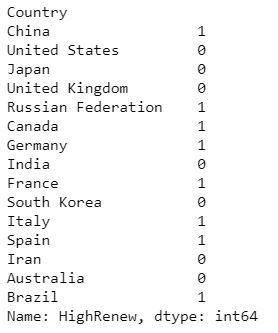 Country
China                 1
United States         0
Japan                 0
United Kingdom        0
Russian Federation    1
Canada                1
Germany               1
India                 0
France                1
South Korea           0
Italy                 1
Spain                 1
Iran                  0
Australia             0
Brazil                1
Name: HighRenew, dtype: int64